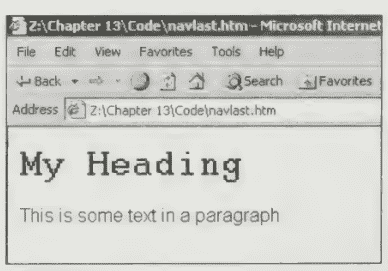 Z:\Chapter 13\Code\navlast.htm - Microsoft Internet
File Edit View Favorites Tools Help
Back Search Favorites
Address Z:\Chapter 13\Code\navlast.htm
My Heading
This is some text in a paragraph